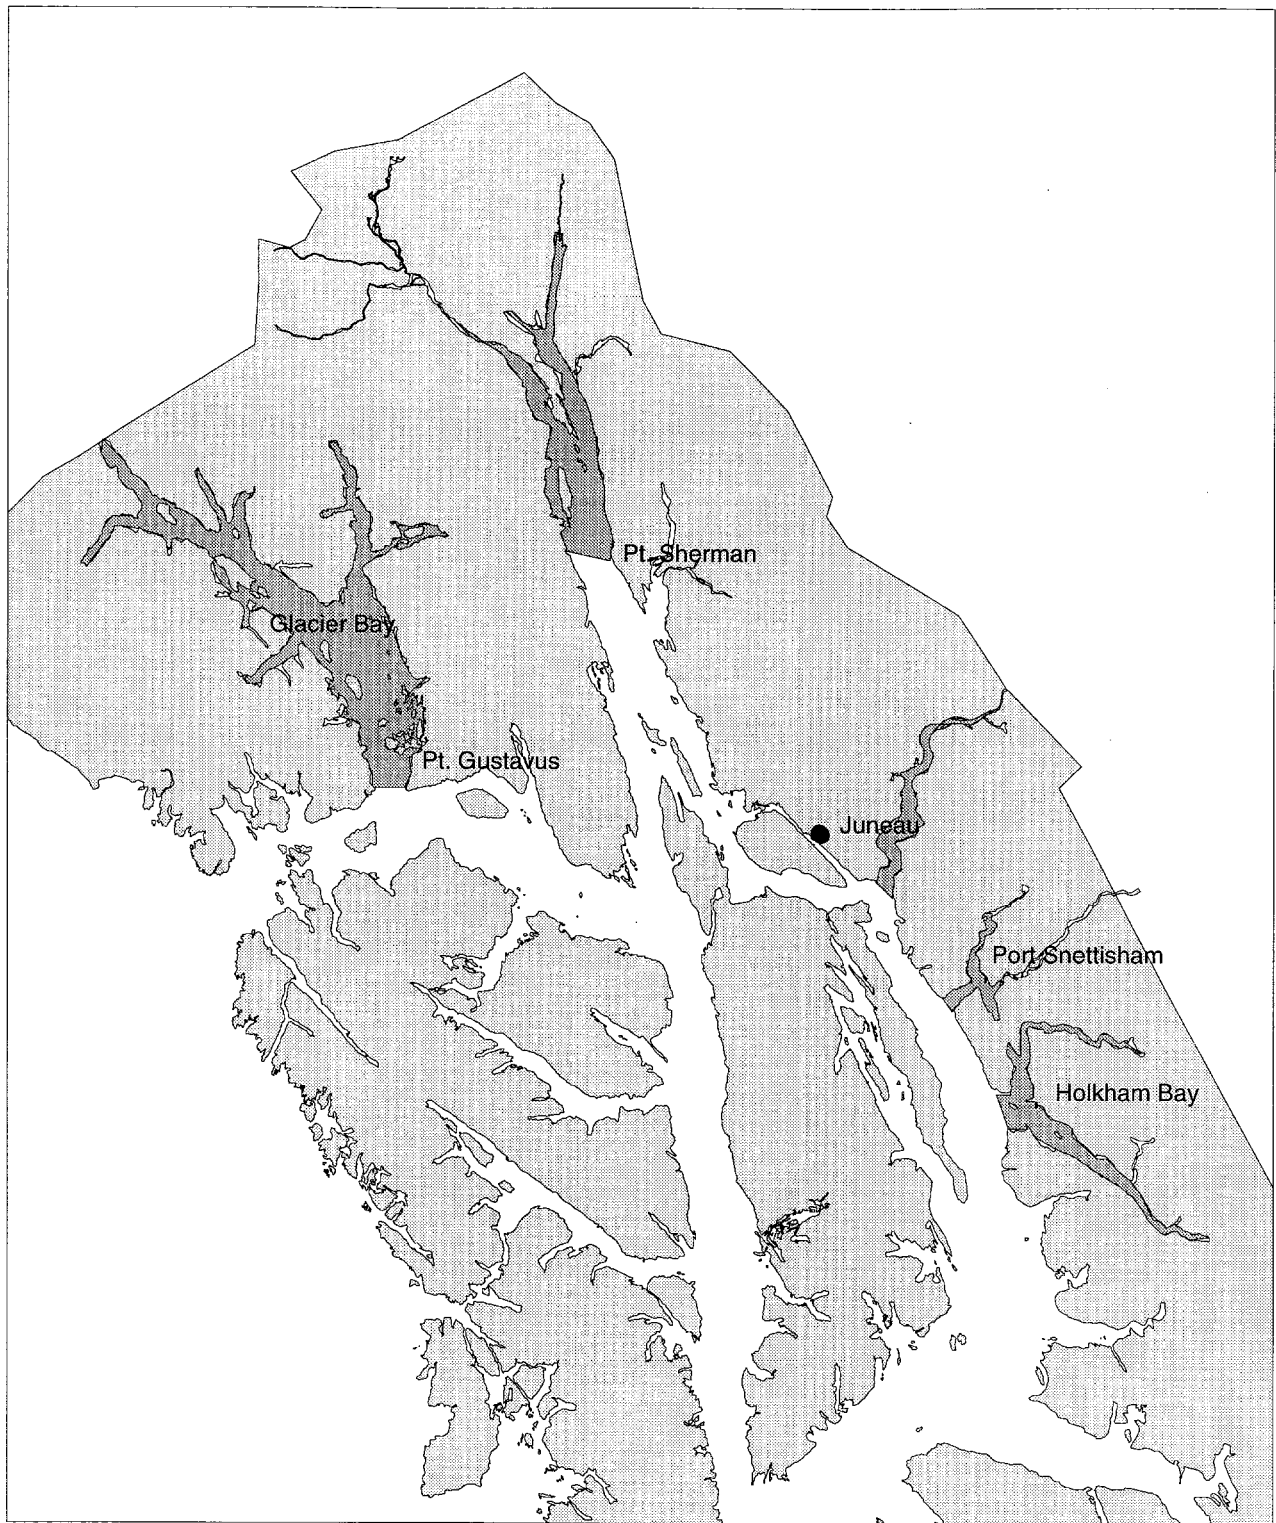 Pt. Sherman
Glacier Bay
Pt. Gustavus
Juneau
Port Snettisham
Holkham Bay